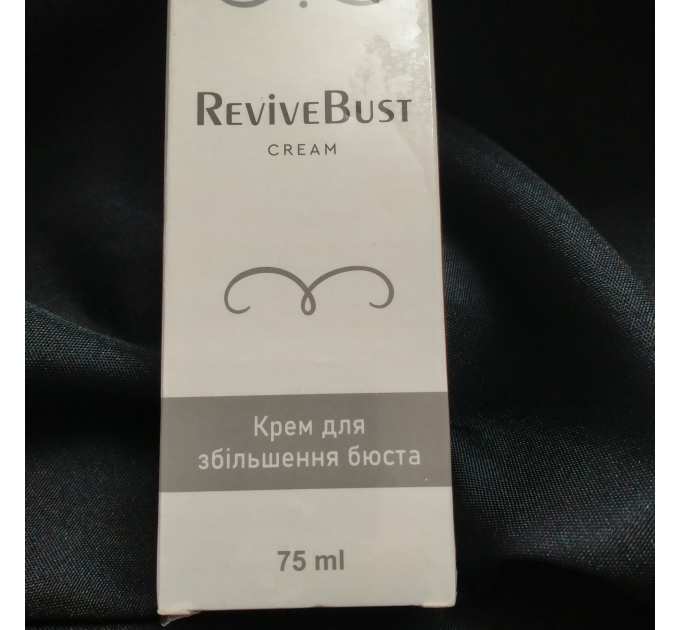 ReviveBust
CREAM
Крем для
збільшення бюста
75 ml